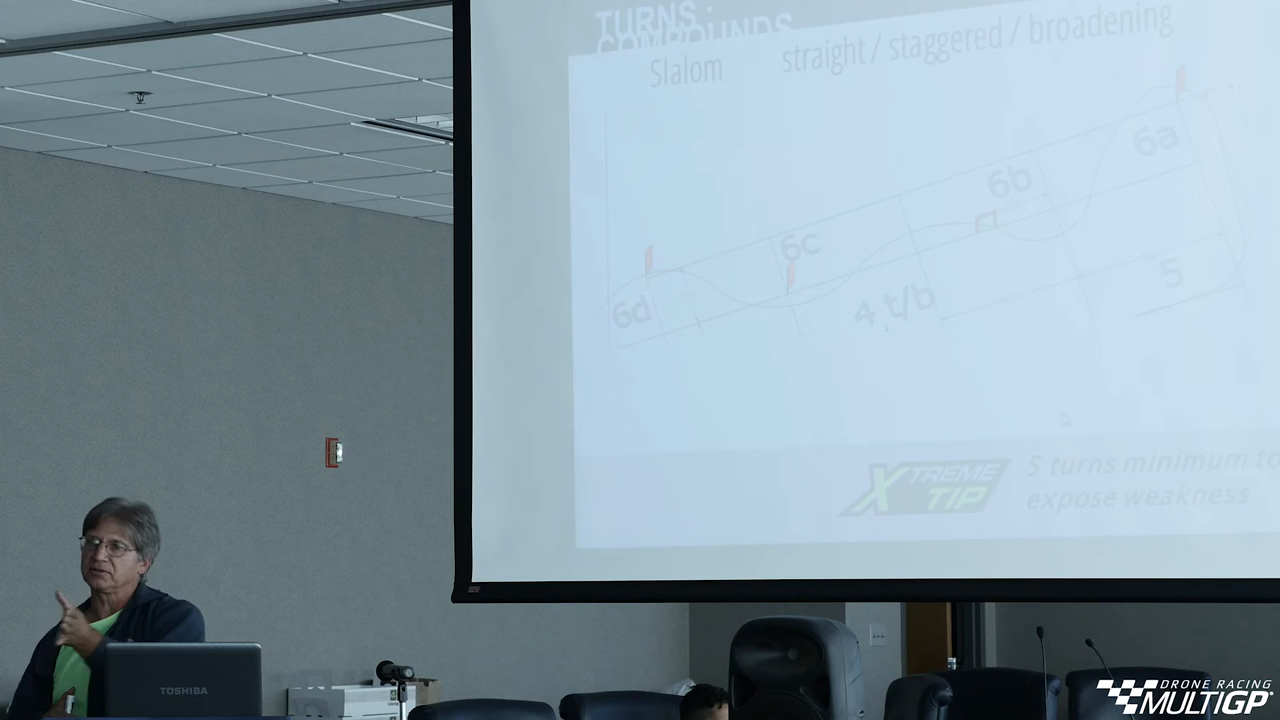 TURNS :
COMPOUNDS
Slalom straight / staggered / broadening
6a
6b
6c
6d
4 t/b
5
XTREME TIP
5 turns minimum to
expose weakness
TOSHIBA
DRONE RACING
MULTIGP